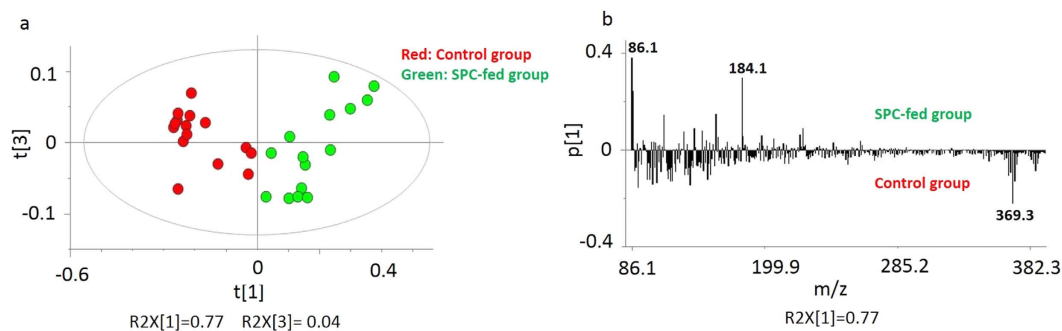 a
Red: Control group
Green: SPC-fed group
0.1
0
-0.1
t[3]
-0.6
0
0.4
t[1]
R2X[1]=0.77 R2X[3]= 0.04
b
0.4
86.1
184.1
SPC-fed group
p[1]
0
Control group
369.3
-0.4
86.1
199.9
285.2
382.3
m/z
R2X[1]=0.77